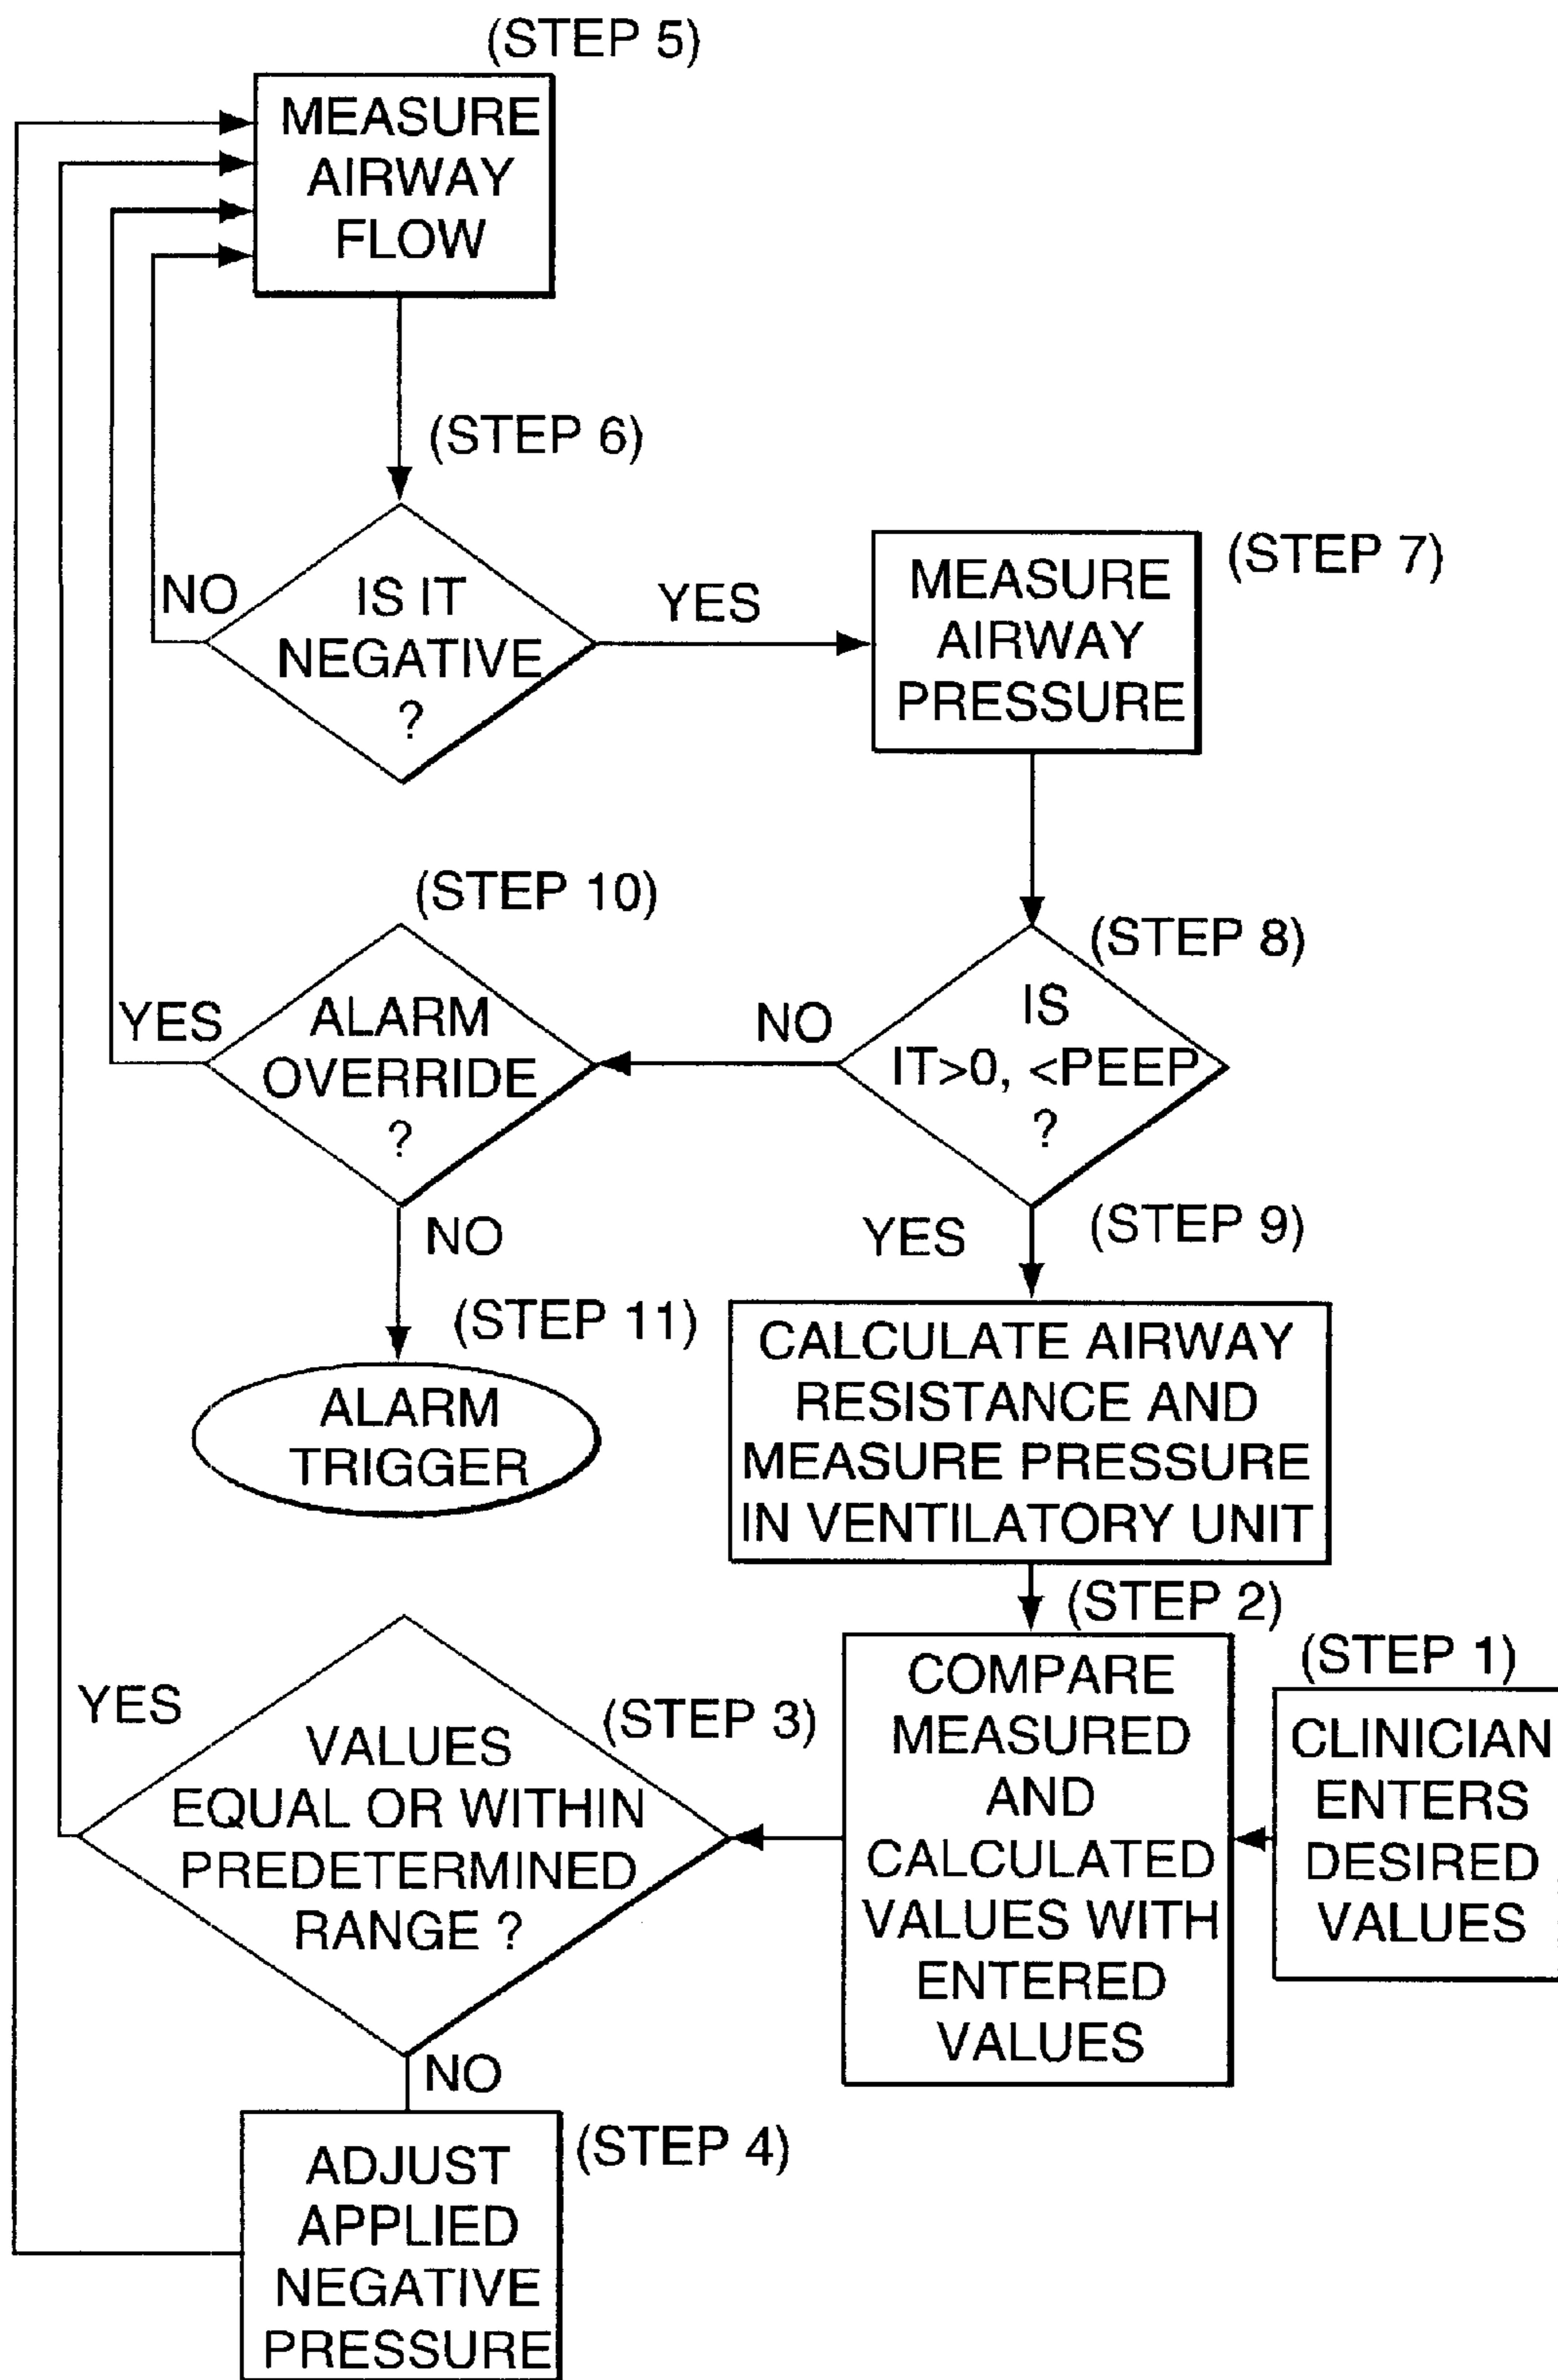 (STEP 5)
MEASURE
AIRWAY
FLOW
(STEP 6)
NO
IS IT
NEGATIVE
?
YES
(STEP 7)
MEASURE
AIRWAY
PRESSURE
(STEP 8)
IS
IT>0, <PEEP
?
NO
(STEP 10)
ALARM
OVERRIDE
?
YES
NO
(STEP 11)
ALARM
TRIGGER
YES
(STEP 9)
CALCULATE AIRWAY
RESISTANCE AND
MEASURE PRESSURE
IN VENTILATORY UNIT
(STEP 2)
COMPARE
MEASURED
AND
CALCULATED
VALUES WITH
ENTERED
VALUES
(STEP 1)
CLINICIAN
ENTERS
DESIRED
VALUES
(STEP 3)
VALUES
EQUAL OR WITHIN
PREDETERMINED
RANGE ?
YES
NO
(STEP 4)
ADJUST
APPLIED
NEGATIVE
PRESSURE